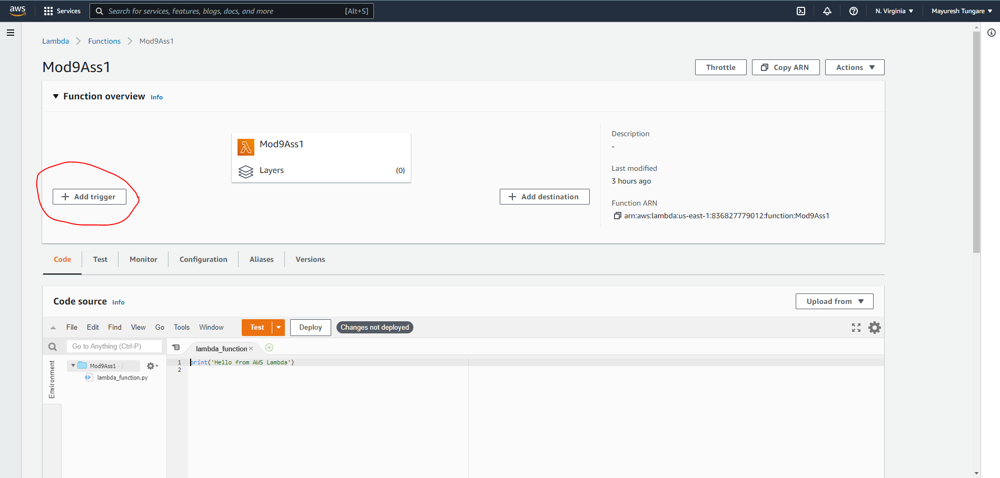 aws Services Search for services, features, blogs, docs, and more [Alt+S] N. Virginia Mayuresh Tungare
Lambda Functions Mod9Ass1
Mod9Ass1
Throttle Copy ARN Actions
Function overview Info
Mod9Ass1
Layers (0)
Add trigger
Add destination
Description
-
Last modified
3 hours ago
Function ARN
arn:aws:lambda:us-east-1:836827779012:function:Mod9Ass1
Code Test Monitor Configuration Aliases Versions
Code source Info Upload from
File Edit Find View Go Tools Window Test Deploy Changes not deployed
Go to Anything (Ctrl-P)
lambda_function
Environment
Mod9Ass1 - /
lambda_function.py
1 print('Hello from AWS Lambda')
2